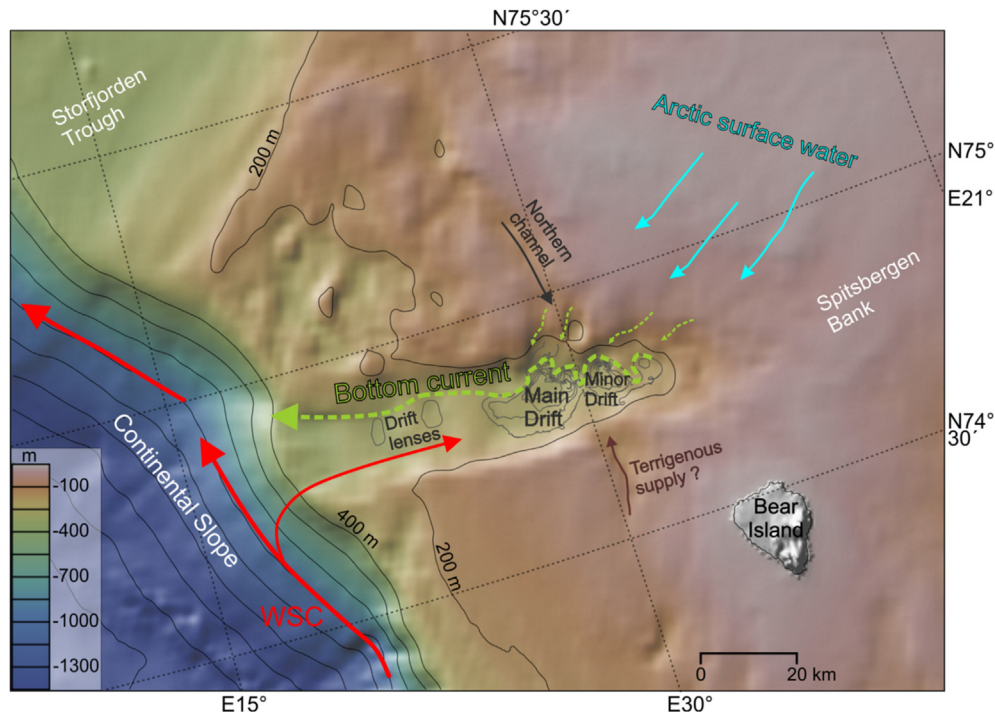 N75°30´
Storfjorden
Trough
200 m
Arctic surface water
N75°
E21°
Northern
channel
Spitsbergen
Bank
Bottom current
Main
Drift
Minor
Drift
Drift
lenses
N74°
30´
Continental Slope
Terrigenous
supply ?
Bear
Island
m
-100
-400
-700
-1000
-1300
400 m
200 m
WSC
0
20 km
E15°
E30°